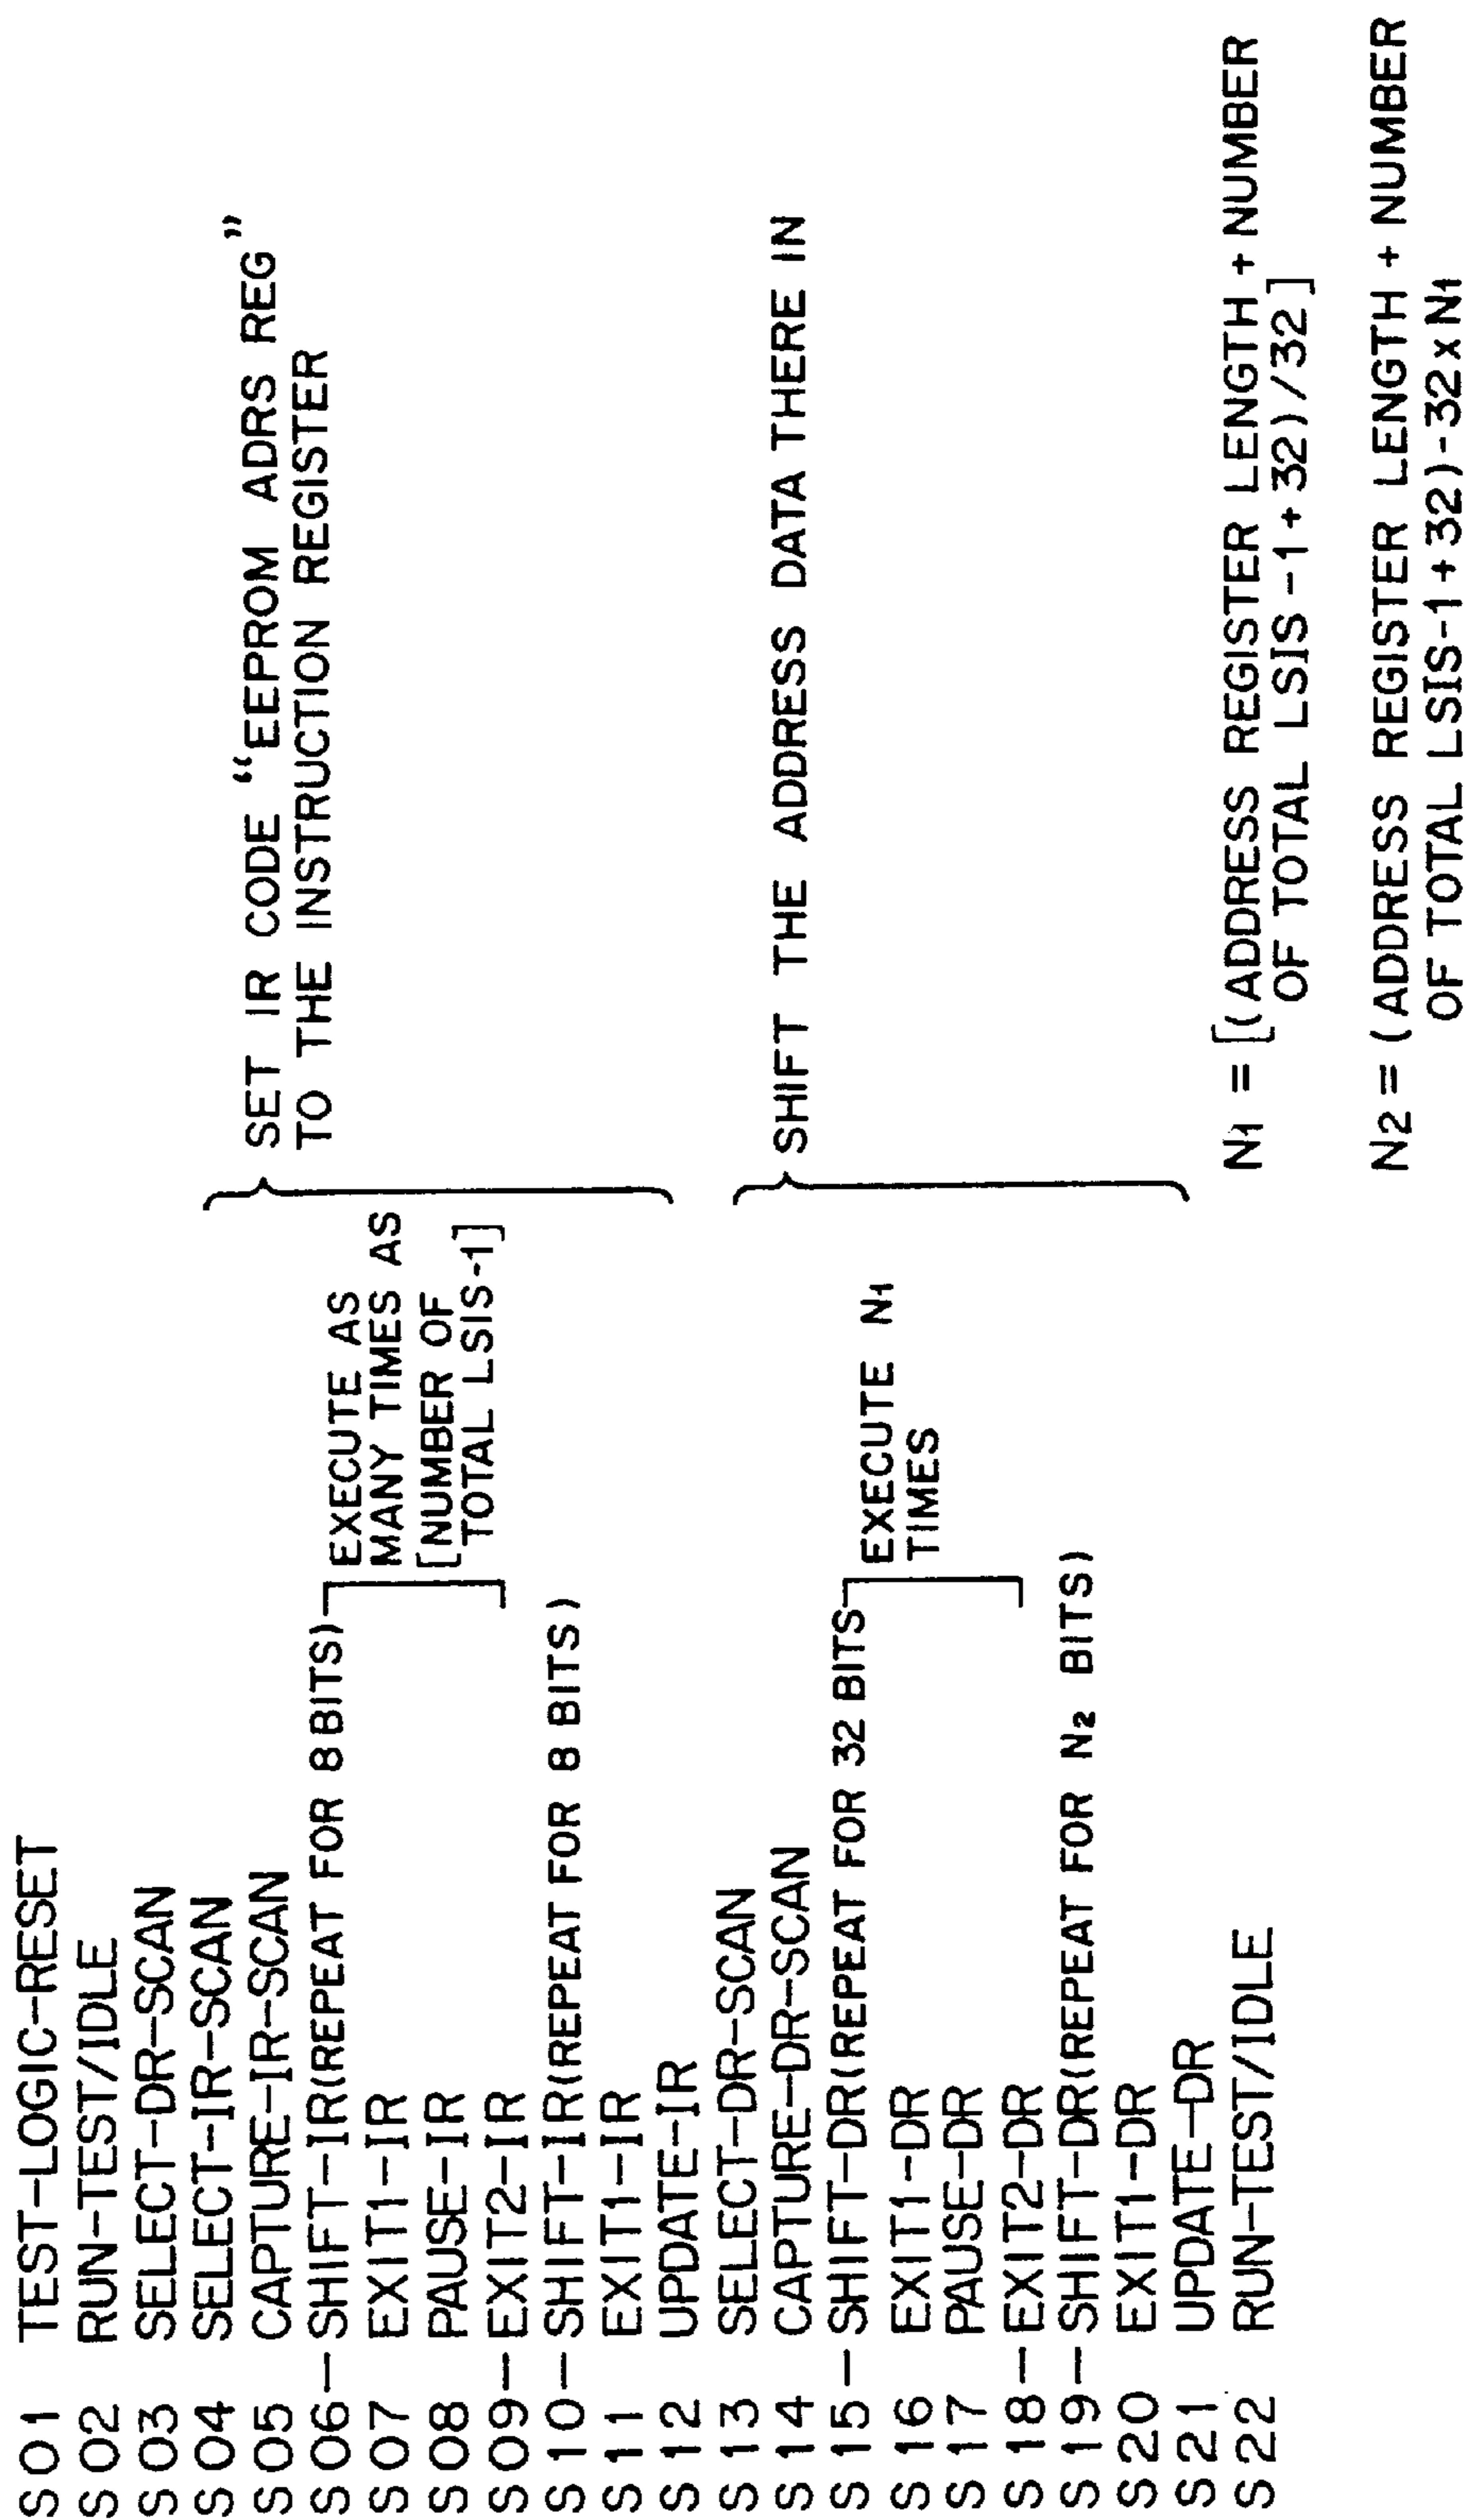 S01 TEST-LOGIC-RESET
S02 RUN-TEST/IDLE
S03 SELECT-DR-SCAN
S04 SELECT-IR-SCAN
S05 CAPTURE-IR-SCAN
S06-SHIFT-IR(REPEAT FOR 8BITS)
S07 EXIT1-IR
S08 PAUSE-IR
S09-EXIT2-IR
S10-SHIFT-IR(REPEAT FOR 8 BITS)
S11 EXIT1-IR
S12 UPDATE-IR
S13 SELECT-DR-SCAN
S14 CAPTURE-DR-SCAN
S15-SHIFT-DR(REPEAT FOR 32 BITS
S16 EXIT1-DR
S17 PAUSE-DR
S18-EXIT2-DR
S19-SHIFT-DR(REPEAT FOR N2 BITS)
S20 EXIT1-DR
S21 UPDATE-DR
S22 RUN-TEST/IDLE
EXECUTE AS
MANY TIMES AS
[NUMBER OF
TOTAL LSIS-1]
EXECUTE N1
TIMES
SET IR CODE "EEPROM ADRS REG"
TO THE INSTRUCTION REGISTER
SHIFT THE ADDRESS DATA THERE IN
N1 = [(ADDRESS REGISTER LENGTH+NUMBER
OF TOTAL LSIS-1+32)/32]
N2 = (ADDRESS REGISTER LENGTH + NUMBER
OF TOTAL LSIS-1+32)-32xN1